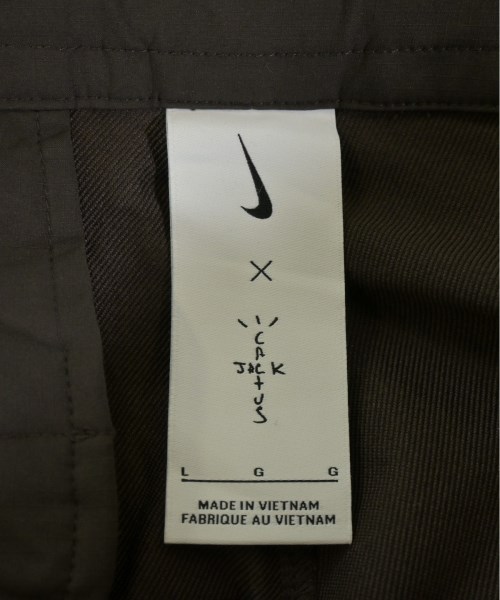 X
CACTUS
JACK
L G G
MADE IN VIETNAM
FABRIQUE AU VIETNAM